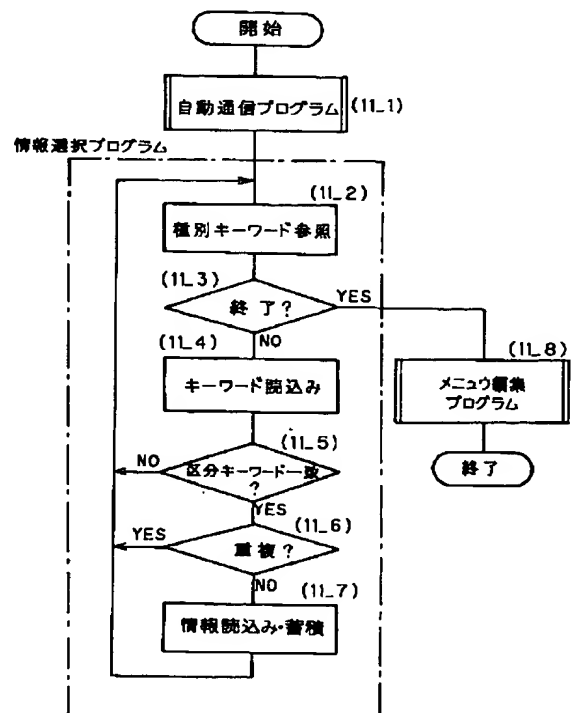 開始
自動通信プログラム (11_1)
情報選択プログラム
(11_2)
種別キーワード参照
(11_3)
終了? YES
NO
(11_4)
キーワード読込み
(11_8)
メニュウ編集
プログラム
終了
(11_5)
NO 区分キーワード一致
?
YES
(11_6)
YES 重複?
NO
(11_7)
情報読込み・蓄積